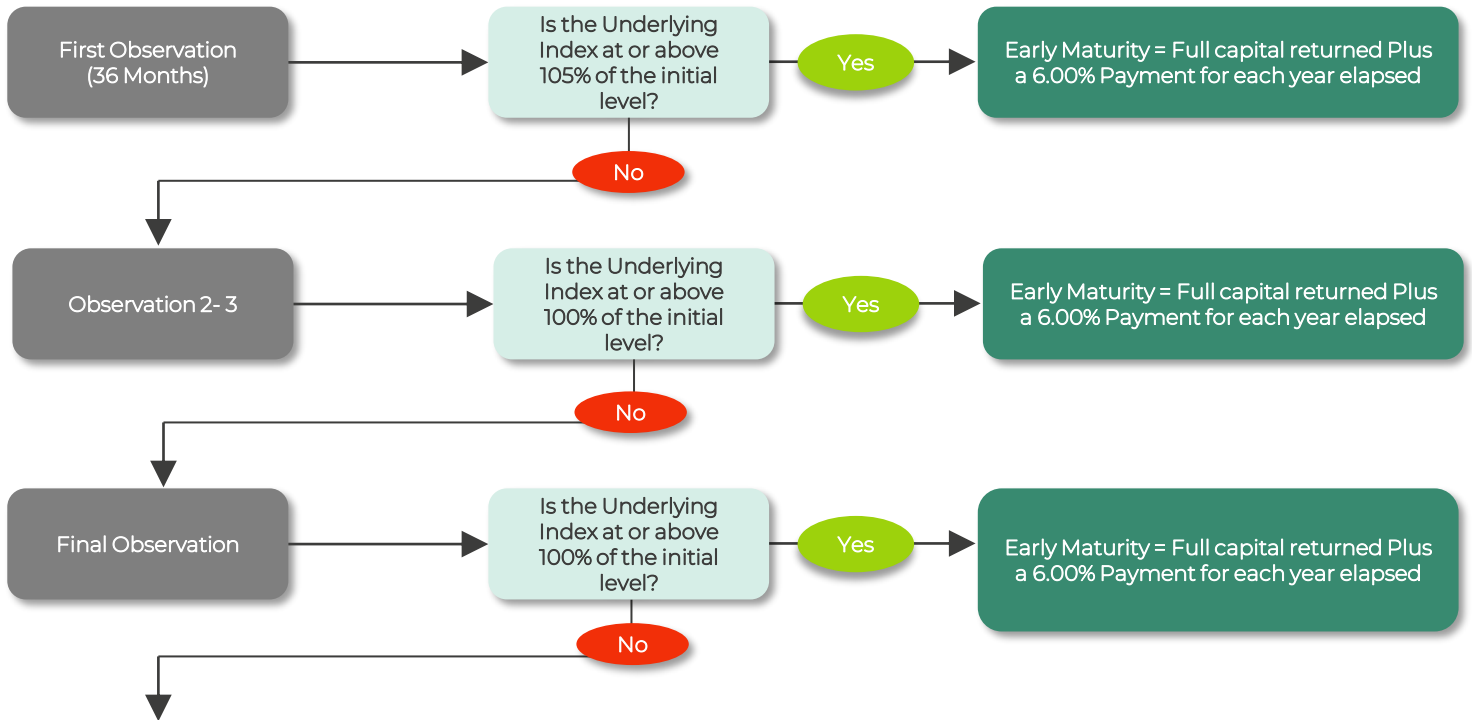 First Observation
(36 Months)
Is the Underlying
Index at or above
105% of the initial
level?
Yes
Early Maturity = Full capital returned Plus
a 6.00% Payment for each year elapsed
No
Observation 2- 3
Is the Underlying
Index at or above
100% of the initial
level?
Yes
Early Maturity = Full capital returned Plus
a 6.00% Payment for each year elapsed
No
Final Observation
Is the Underlying
Index at or above
100% of the initial
level?
Yes
Early Maturity = Full capital returned Plus
a 6.00% Payment for each year elapsed
No